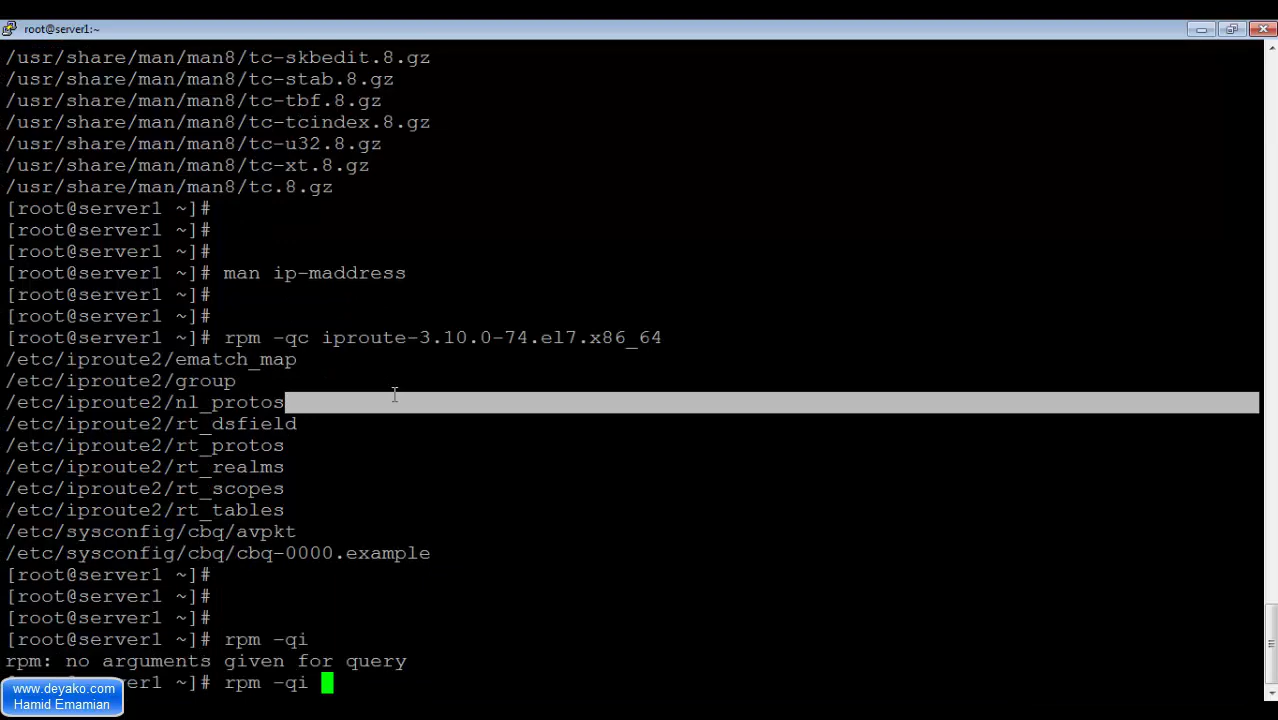 root@server1:~
/usr/share/man/man8/tc-skbedit.8.gz
/usr/share/man/man8/tc-stab.8.gz
/usr/share/man/man8/tc-tbf.8.gz
/usr/share/man/man8/tc-tcindex.8.gz
/usr/share/man/man8/tc-u32.8.gz
/usr/share/man/man8/tc-xt.8.gz
/usr/share/man/man8/tc.8.gz
[root@server1 ~]#
[root@server1 ~]#
[root@server1 ~]#
[root@server1 ~]# man ip-maddress
[root@server1 ~]#
[root@server1 ~]#
[root@server1 ~]# rpm -qc iproute-3.10.0-74.el7.x86_64
/etc/iproute2/ematch_map
/etc/iproute2/group
/etc/iproute2/nl_protos
/etc/iproute2/rt_dsfield
/etc/iproute2/rt_protos
/etc/iproute2/rt_realms
/etc/iproute2/rt_scopes
/etc/iproute2/rt_tables
/etc/sysconfig/cbq/avpkt
/etc/sysconfig/cbq/cbq-0000.example
[root@server1 ~]#
[root@server1 ~]#
[root@server1 ~]#
[root@server1 ~]# rpm -qi
rpm: no arguments given for query
server1 ~]# rpm -qi
www.deyako.com
Hamid Emamian